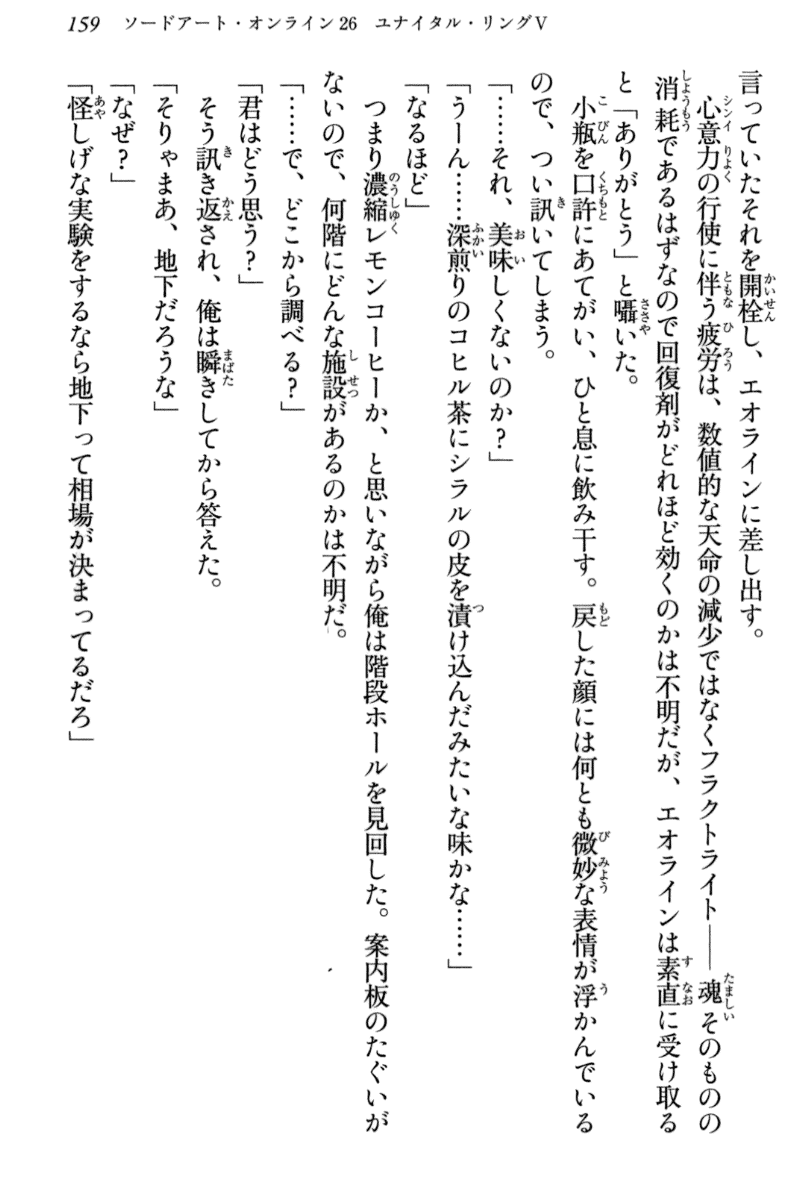 159 ソードアート・オンライン26 ユナイタル・リングⅤ
言っていたそれを開栓し、エオラインに差し出す。
心意力の行使に伴う疲労は、数値的な天命の減少ではなくフラクトライト——魂そのものの
消耗であるはずなので回復剤がどれほど効くのかは不明だが、エオラインは素直に受け取る
と「ありがとう」と囁いた。
小瓶を口許にあてがい、ひと息に飲み干す。戻した顔には何とも微妙な表情が浮かんでいる
ので、つい訊いてしまう。
「……それ、美味しくないのか？」
「うーん……深煎りのコヒル茶にシラルの皮を漬け込んだみたいな味かな……」
「なるほど」
つまり濃縮レモンコーヒーか、と思いながら俺は階段ホールを見回した。案内板のたぐいが
ないので、何階にどんな施設があるのかは不明だ。
「……で、どこから調べる？」
「君はどう思う？」
そう訊き返され、俺は瞬きしてから答えた。
「そりゃまあ、地下だろうな」
「なぜ？」
「怪しげな実験をするなら地下って相場が決まってるだろ」